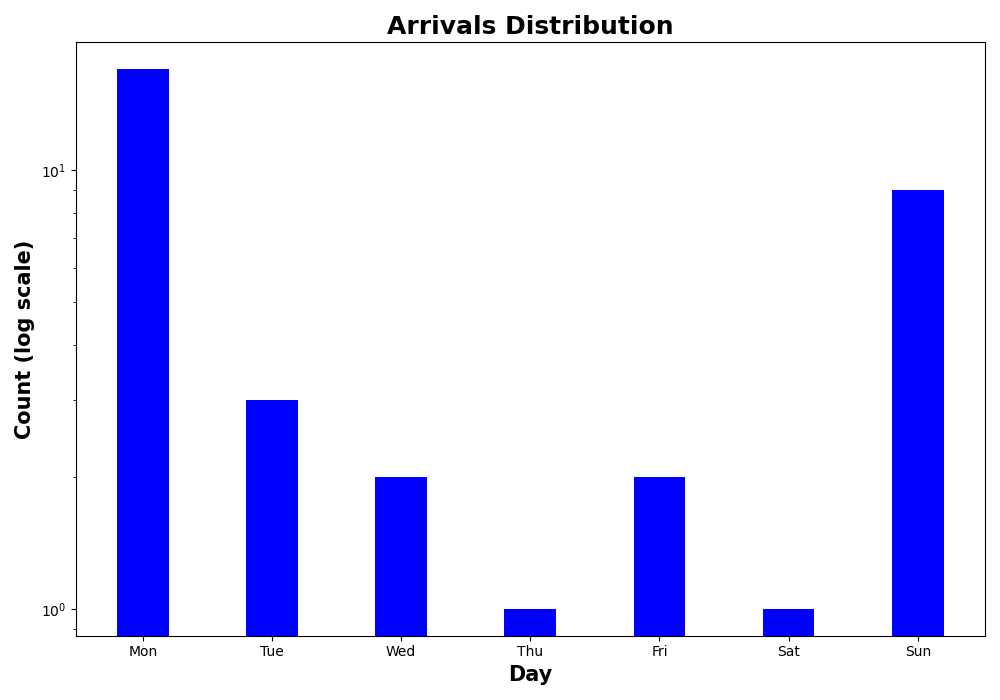 Arrivals Distribution
Count (log scale)
10¹
10⁰
Mon Tue Wed Thu Fri Sat Sun
Day